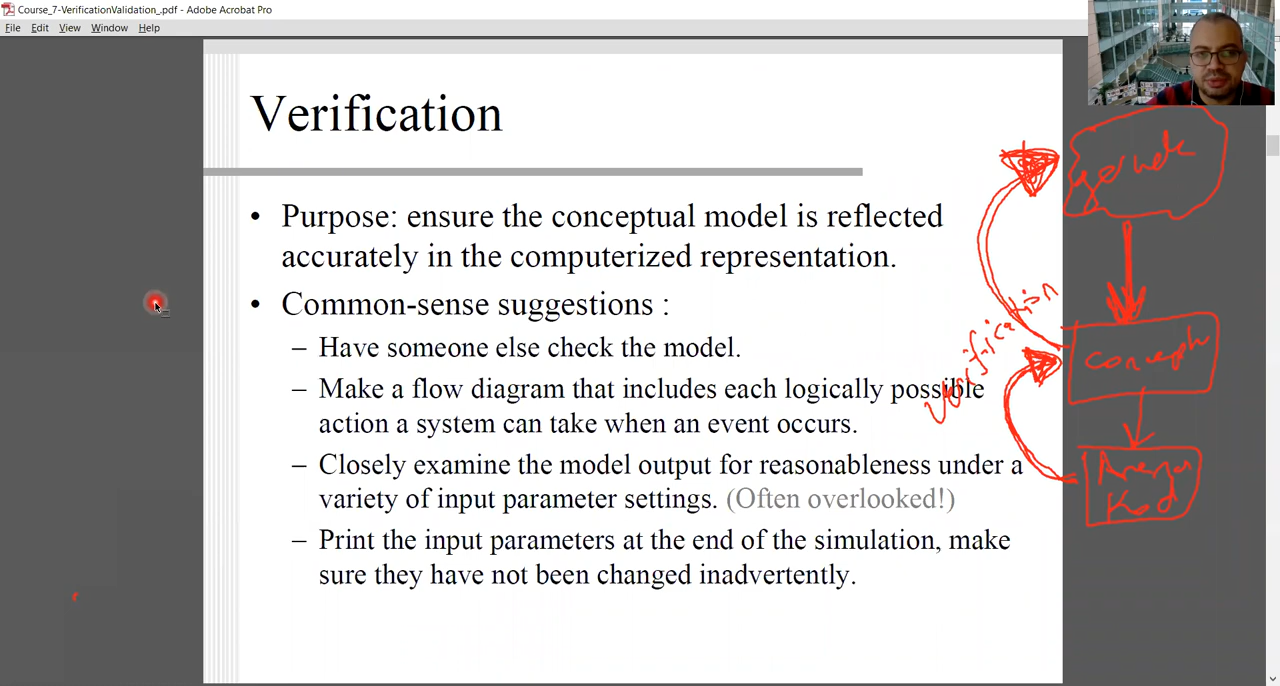 Course_7-VerificationValidation_.pdf - Adobe Acrobat Pro
File Edit View Window Help
Verification
• Purpose: ensure the conceptual model is reflected
accurately in the computerized representation.
• Common-sense suggestions :
– Have someone else check the model.
– Make a flow diagram that includes each logically possible
action a system can take when an event occurs.
– Closely examine the model output for reasonableness under a
variety of input parameter settings. (Often overlooked!)
– Print the input parameters at the end of the simulation, make
sure they have not been changed inadvertently.
verification
Kod